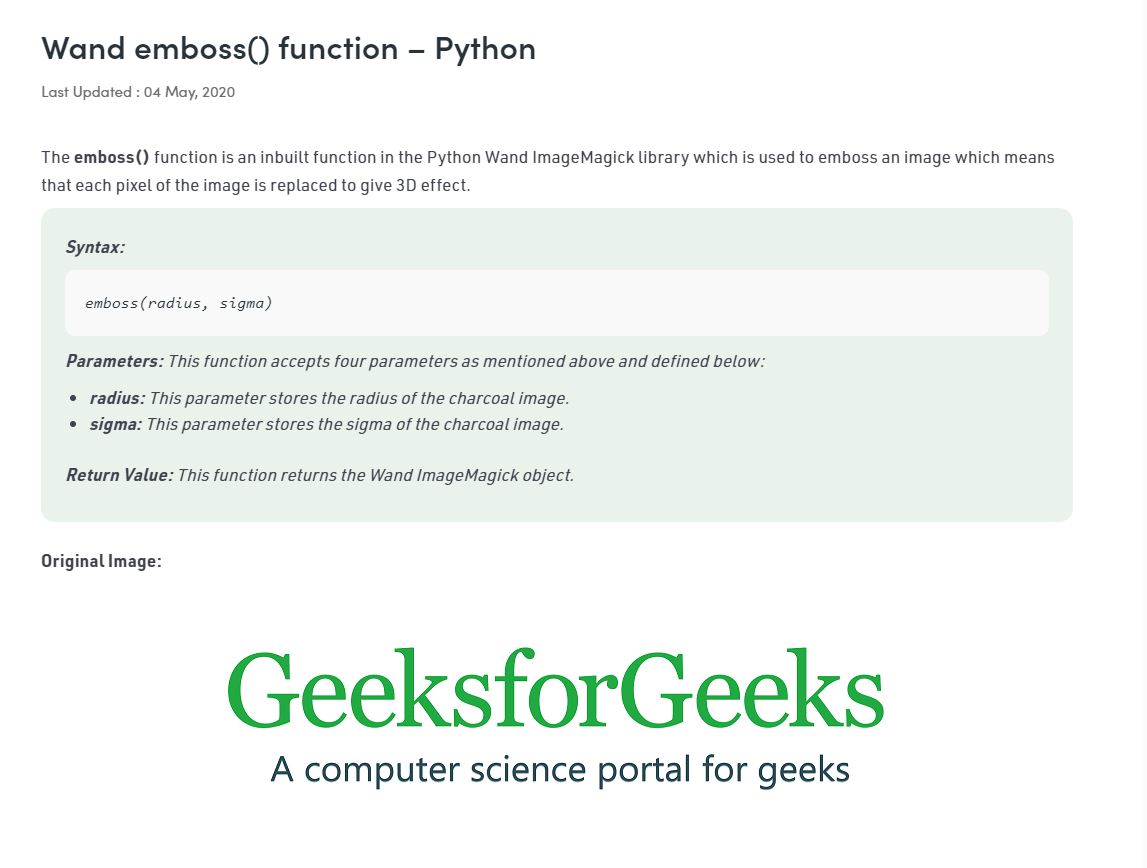 Wand emboss() function – Python
Last Updated : 04 May, 2020
The emboss() function is an inbuilt function in the Python Wand ImageMagick library which is used to emboss an image which means
that each pixel of the image is replaced to give 3D effect.
Syntax:
emboss(radius, sigma)
Parameters: This function accepts four parameters as mentioned above and defined below:
• radius: This parameter stores the radius of the charcoal image.
• sigma: This parameter stores the sigma of the charcoal image.
Return Value: This function returns the Wand ImageMagick object.
Original Image:
GeeksforGeeks
A computer science portal for geeks